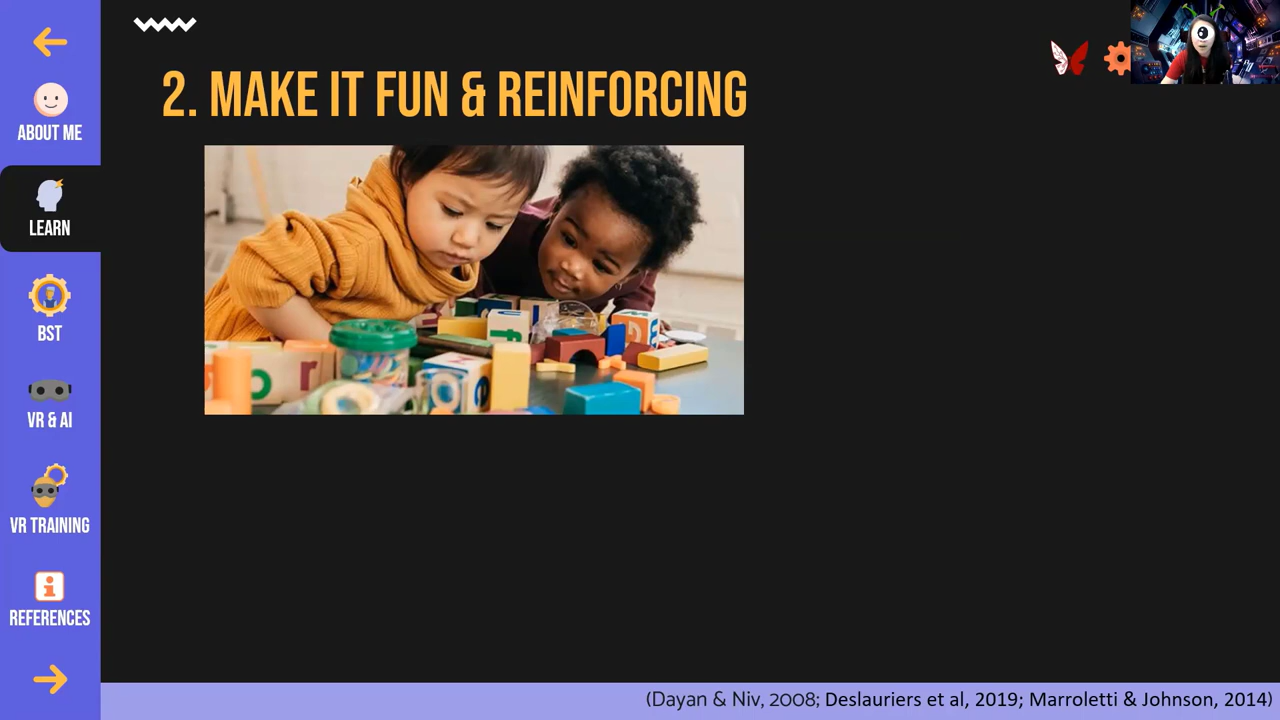 2. MAKE IT FUN & REINFORCING
ABOUT ME
LEARN
BST
VR & AI
VR TRAINING
REFERENCES
(Dayan & Niv, 2008; Deslauriers et al, 2019; Marroletti & Johnson, 2014)